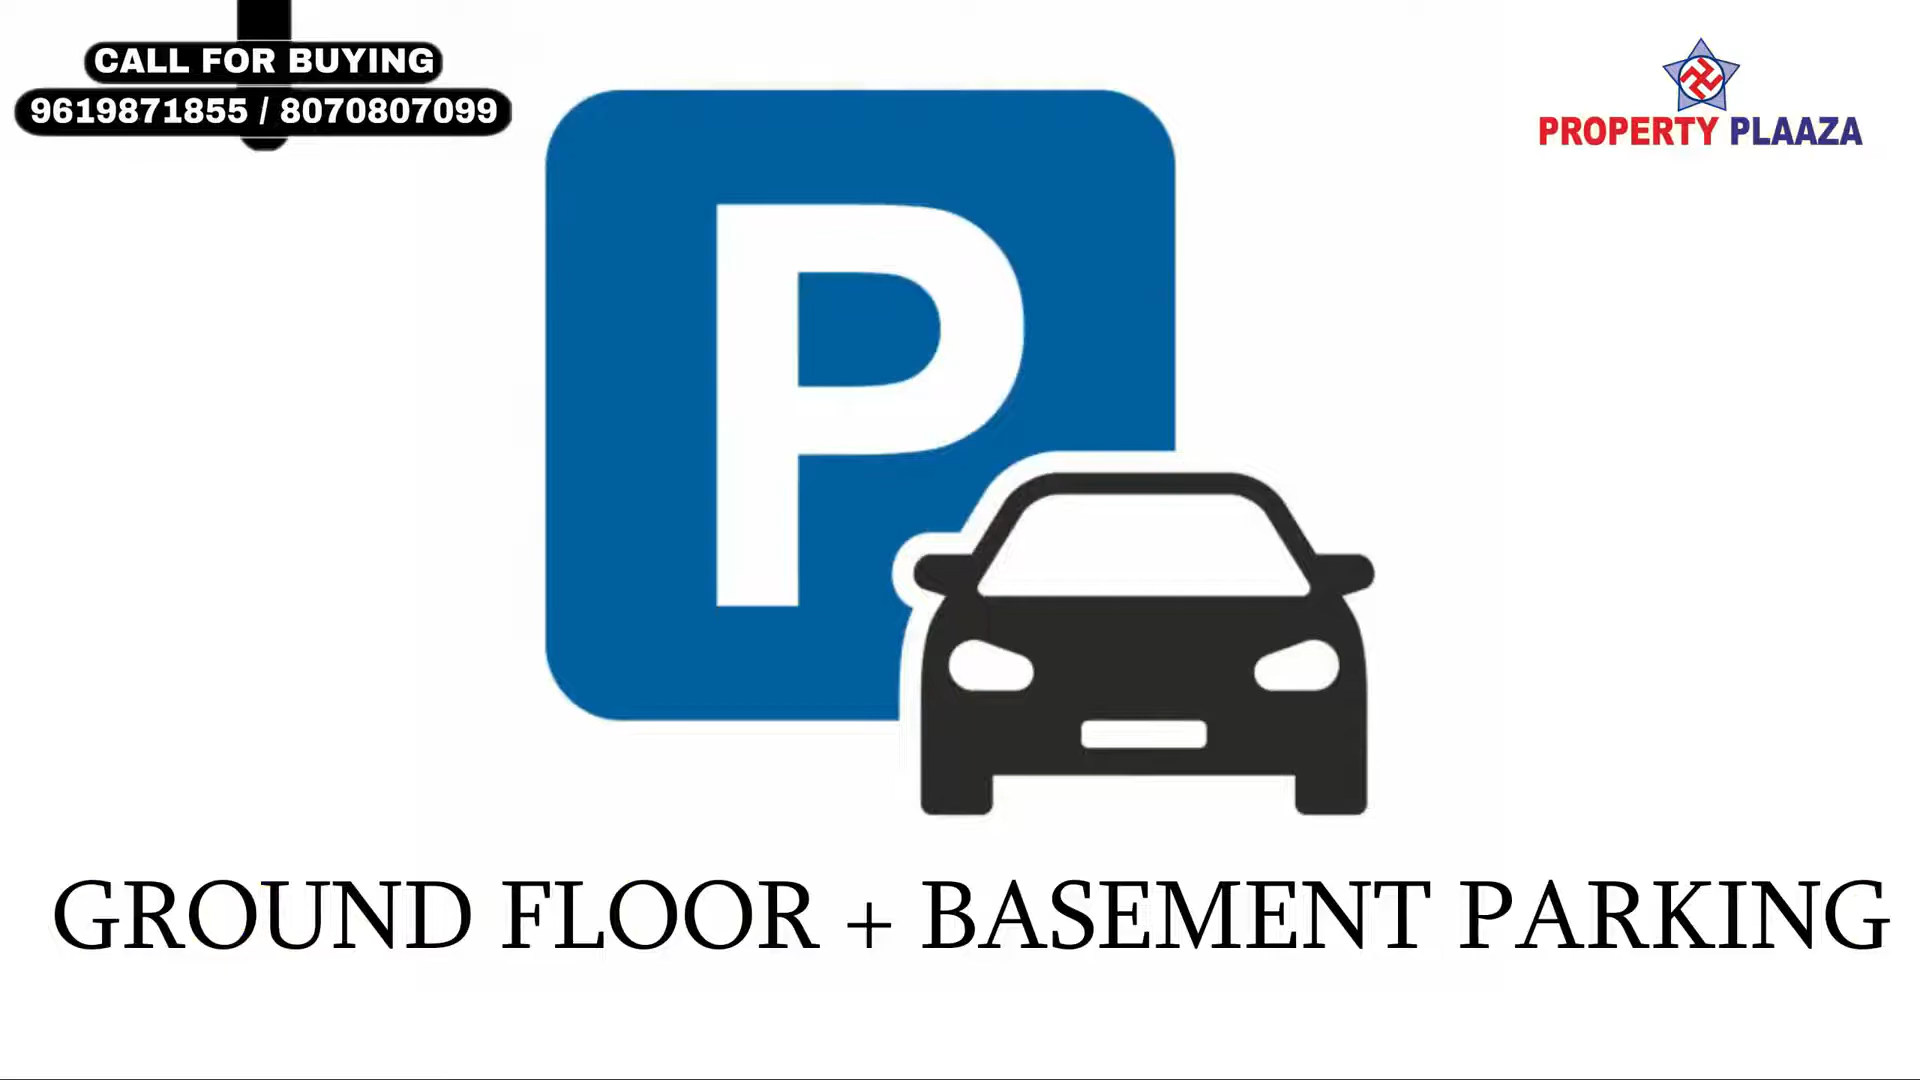 CALL FOR BUYING
9619871855 / 8070807099
PROPERTY PLAAZA
P
GROUND FLOOR + BASEMENT PARKING